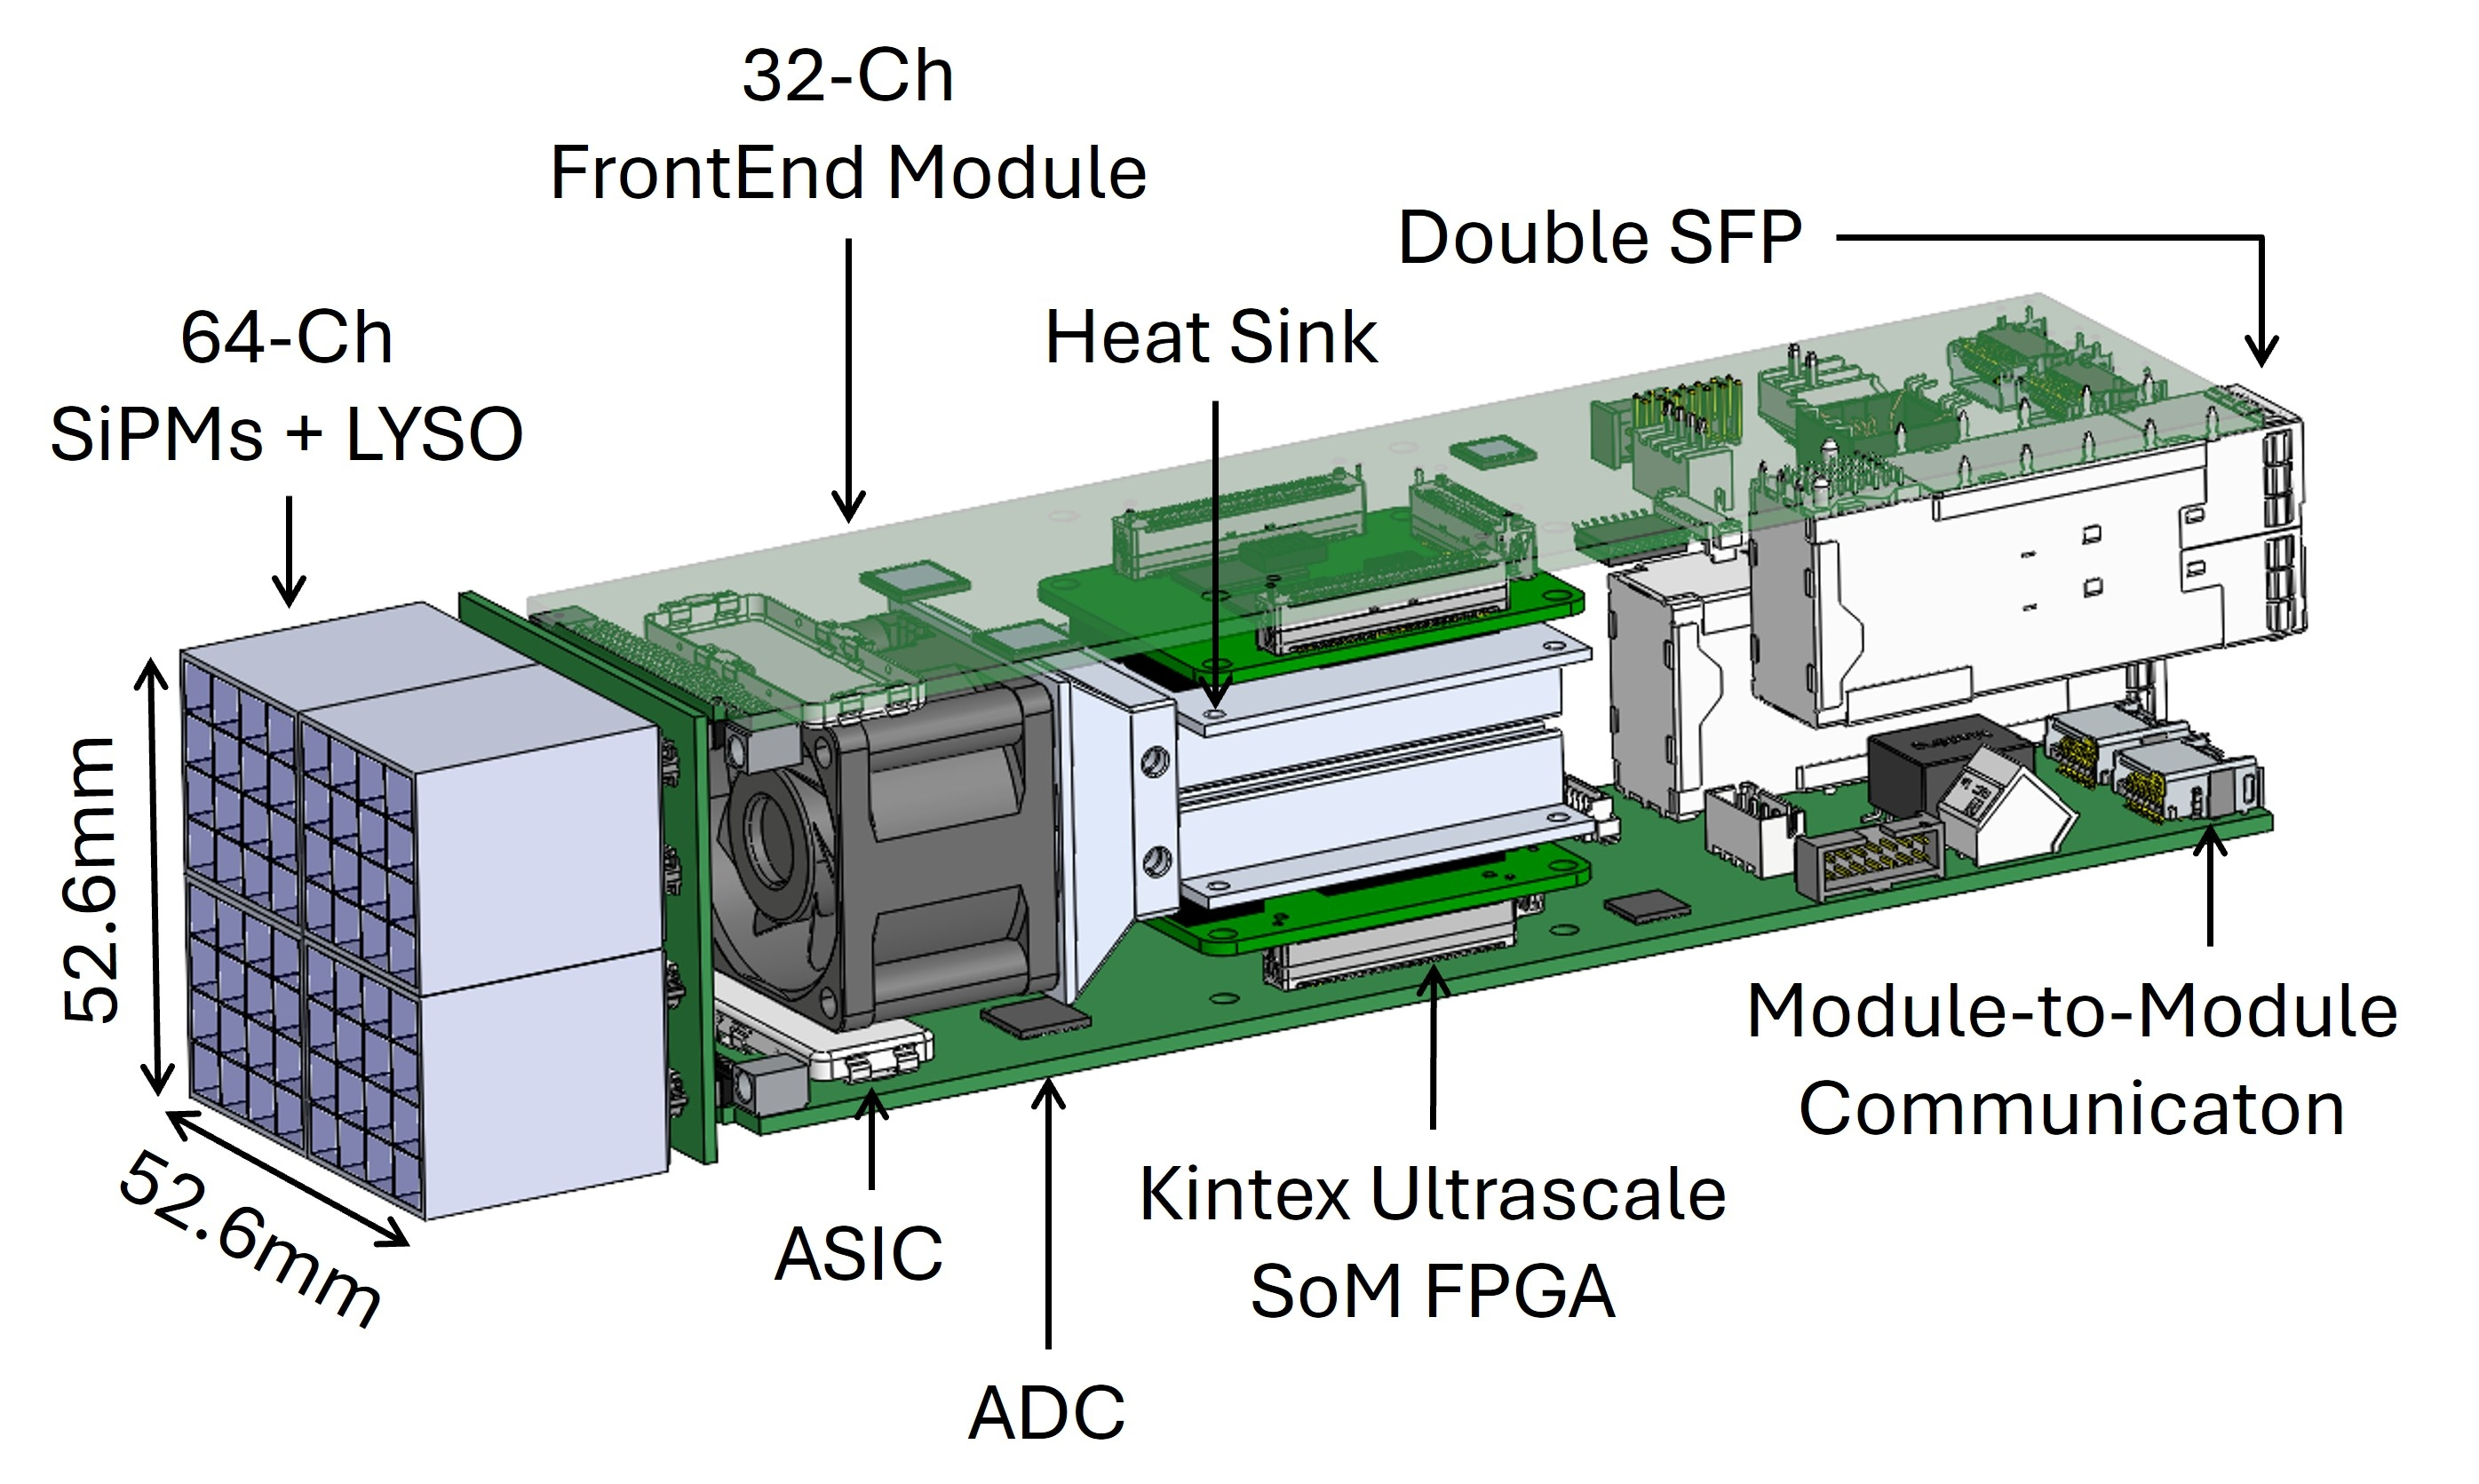 32-Ch
FrontEnd Module
Double SFP
64-Ch
SiPMs + LYSO
Heat Sink
52.6mm
52.6mm
Module-to-Module
Communicaton
Kintex Ultrascale
SoM FPGA
ASIC
ADC